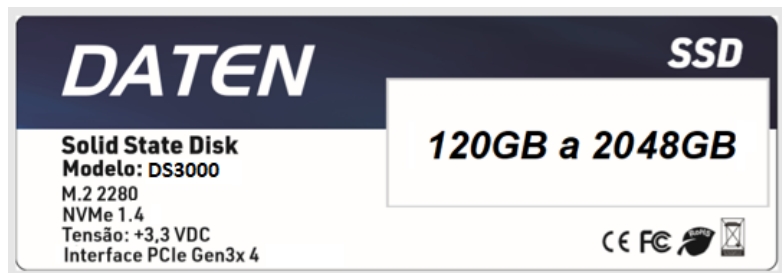 DATEN
SSD
120GB a 2048GB
Solid State Disk
Modelo: DS3000
M.2 2280
NVMe 1.4
Tensão: +3,3 VDC
Interface PCIe Gen3x 4
CE FC RoHS